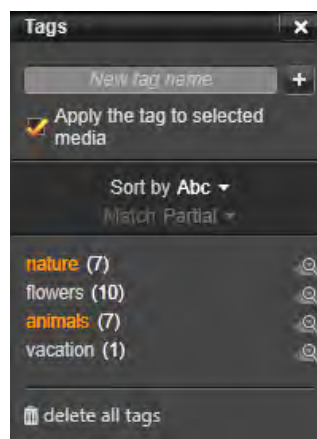 Tags
New tag name
Apply the tag to selected
media
Sort by Abc
Match Partial
nature (7)
flowers (10)
animals (7)
vacation (1)
delete all tags